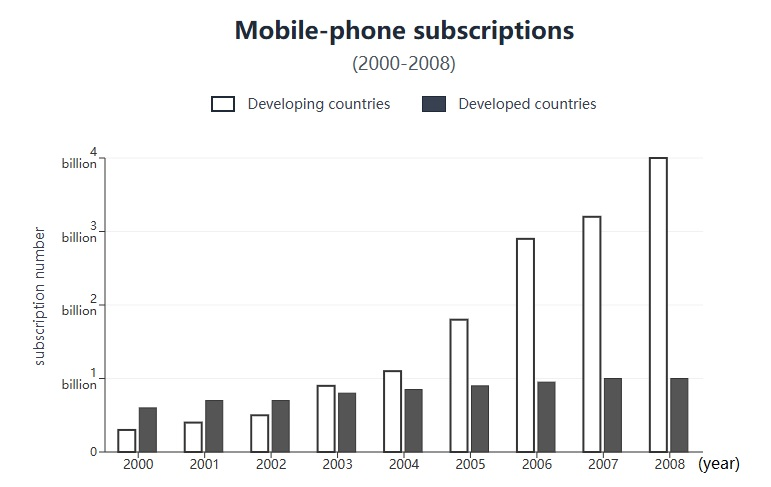 Mobile-phone subscriptions
(2000-2008)
Developing countries
Developed countries
4
billion
3
billion
2
billion
1
billion
0
subscription number
2000 2001 2002 2003 2004 2005 2006 2007 2008 (year)